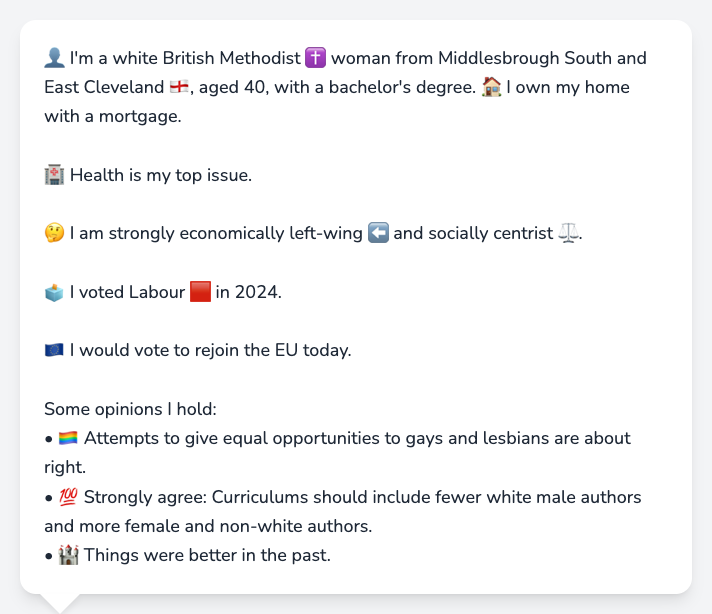 👤 I'm a white British Methodist ✝️ woman from Middlesbrough South and
East Cleveland 🏴󠁧󠁢󠁥󠁮󠁧󠁿, aged 40, with a bachelor's degree. 🏠 I own my home
with a mortgage.
🏥 Health is my top issue.
🤔 I am strongly economically left-wing ⬅️ and socially centrist ⚖️.
🗳️ I voted Labour 🟥 in 2024.
🇪🇺 I would vote to rejoin the EU today.
Some opinions I hold:
• 🏳️‍🌈 Attempts to give equal opportunities to gays and lesbians are about
right.
• 💯 Strongly agree: Curriculums should include fewer white male authors
and more female and non-white authors.
• 🏰 Things were better in the past.